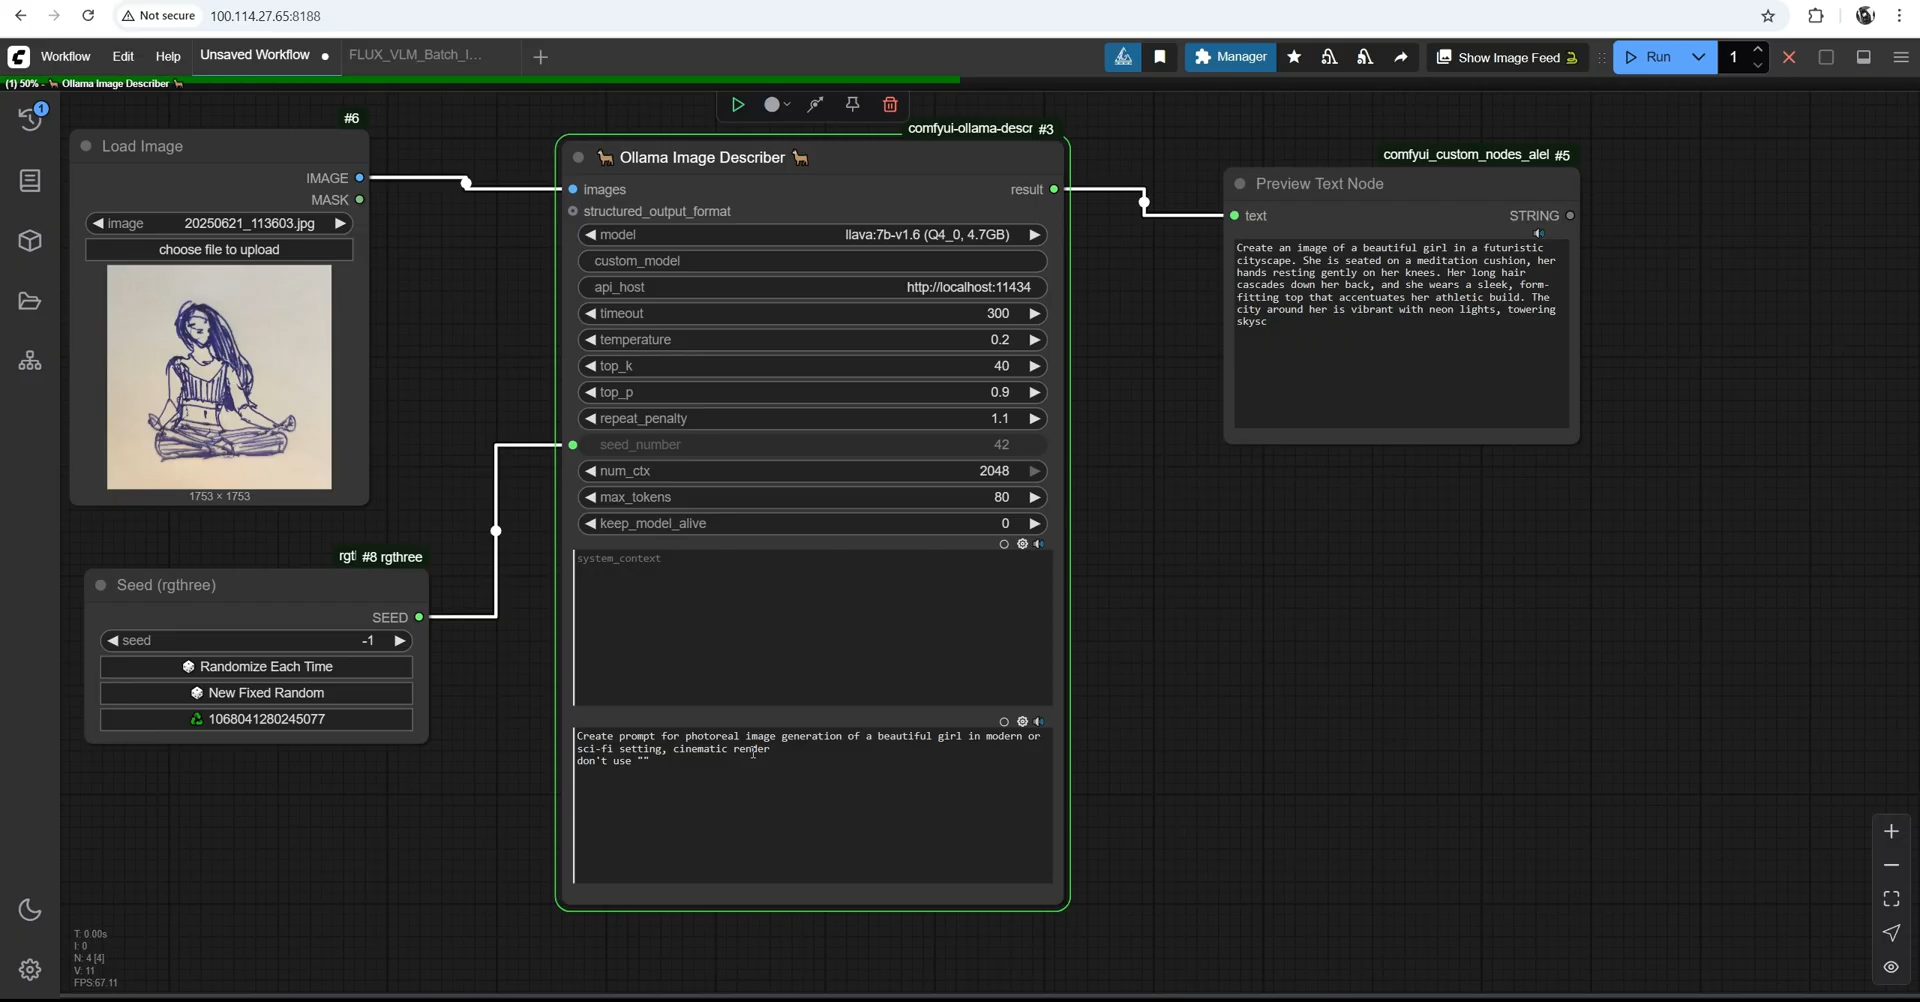 Not secure
100.114.27.65:8188
Workflow
Edit
Help
Unsaved Workflow
FLUX_VLM_Batch_I...
Manager
Show Image Feed
Run
1
(1) 50% - Ollama Image Describer
1
#6
Load Image
IMAGE
MASK
image 20250621_113603.jpg
choose file to upload
1753 × 1753
rgtl #8 rgthree
Seed (rgthree)
SEED
seed -1
Randomize Each Time
New Fixed Random
1068041280245077
comfyui-ollama-descr #3
Ollama Image Describer
images
result
structured_output_format
model llava:7b-v1.6 (Q4_0, 4.7GB)
custom_model
api_host http://localhost:11434
timeout 300
temperature 0.2
top_k 40
top_p 0.9
repeat_penalty 1.1
seed_number 42
num_ctx 2048
max_tokens 80
keep_model_alive 0
system_context
Create prompt for photoreal image generation of a beautiful girl in modern or
sci-fi setting, cinematic render
don't use ""
comfyui_custom_nodes_alel #5
Preview Text Node
text
STRING
Create an image of a beautiful girl in a futuristic
cityscape. She is seated on a meditation cushion, her
hands resting gently on her knees. Her long hair
cascades down her back, and she wears a sleek, form-
fitting top that accentuates her athletic build. The
city around her is vibrant with neon lights, towering
skysc
T: 0.00s
I: 0
N: 4 [4]
V: 11
FPS:67.11